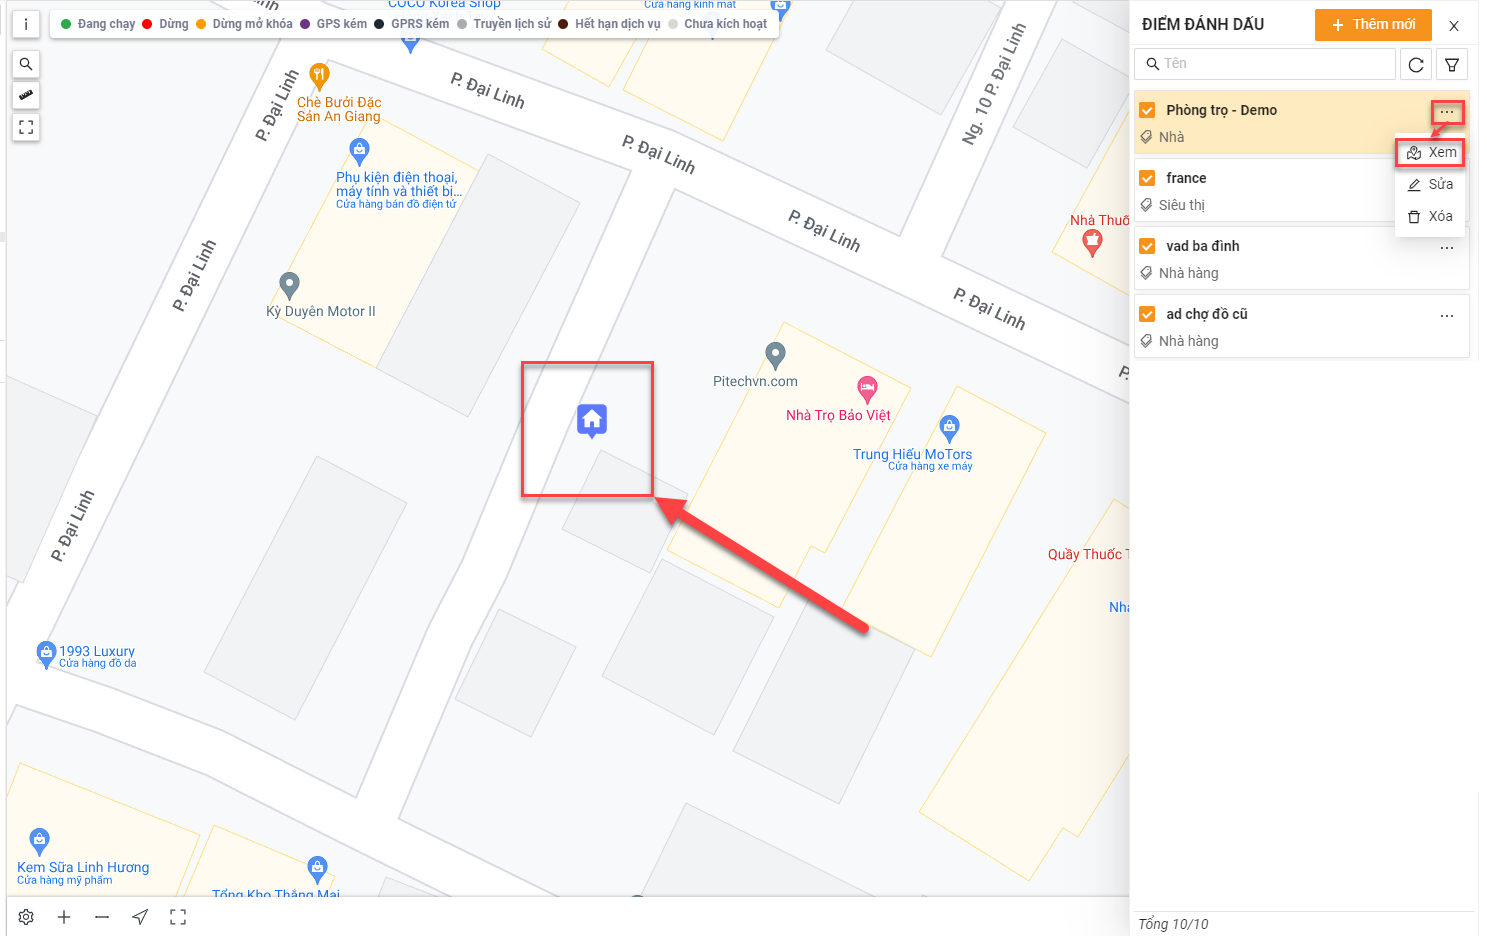 COCO Korea Shop
Cửa hàng kính mắt
i
Đang chạy
Dừng
Dừng mở khóa
GPS kém
GPRS kém
Truyền lịch sử
Hết hạn dịch vụ
Chưa kích hoạt
P. Đại Linh
P. Đại Linh
P. Đại Linh
P. Đại Linh
P. Đại Linh
P. Đại Linh
P. Đại Linh
Ng. 10 P. Đại Linh
P.
Chè Bưởi Đặc
Sản An Giang
Phụ kiện điện thoại,
máy tính và thiết bị...
Cửa hàng bán đồ điện tử
Kỳ Duyên Motor II
Nhà Thuố
Pitechvn.com
Nhà Trọ Bảo Việt
Trung Hiếu MoTors
Cửa hàng xe máy
Quầy Thuốc T
Nhà
1993 Luxury
Cửa hàng đồ da
Kem Sữa Linh Hương
Cửa hàng mỹ phẩm
Tổng Kho Thắng Mai
ĐIỂM ĐÁNH DẤU
+ Thêm mới
X
Tên
Phòng trọ - Demo
Nhà
Xem
Sửa
Xóa
france
Siêu thị
vad ba đình
Nhà hàng
ad chợ đồ cũ
Nhà hàng
Tổng 10/10